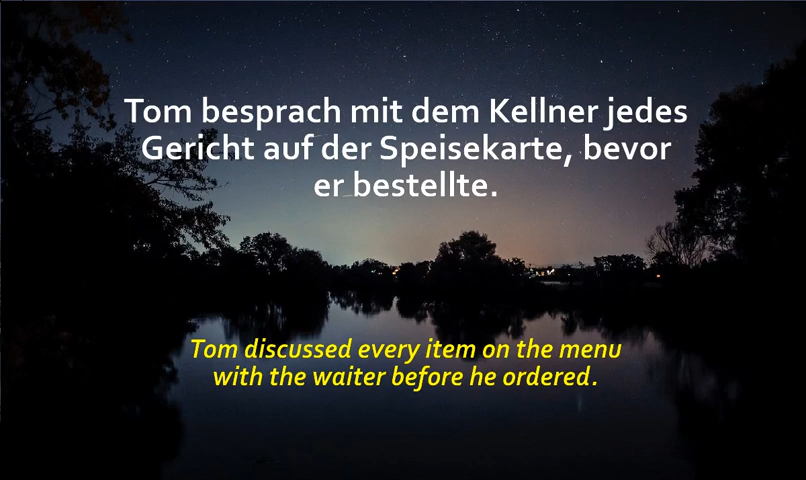 Tom besprach mit dem Kellner jedes
Gericht auf der Speisekarte, bevor
er bestellte.
Tom discussed every item on the menu
with the waiter before he ordered.